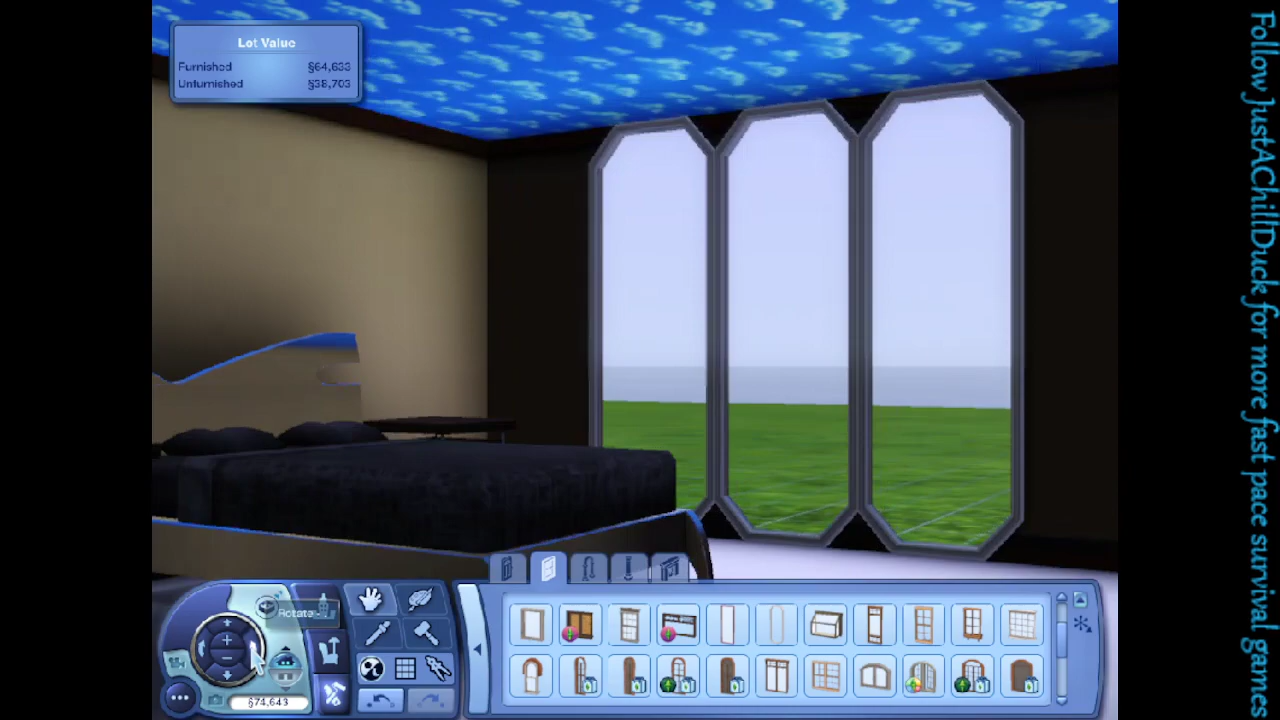 Lot Value
Furnished §64,633
Unfurnished §38,703
Rotate
§74,643
Follow JustAChillDuck for more fast pace survival games